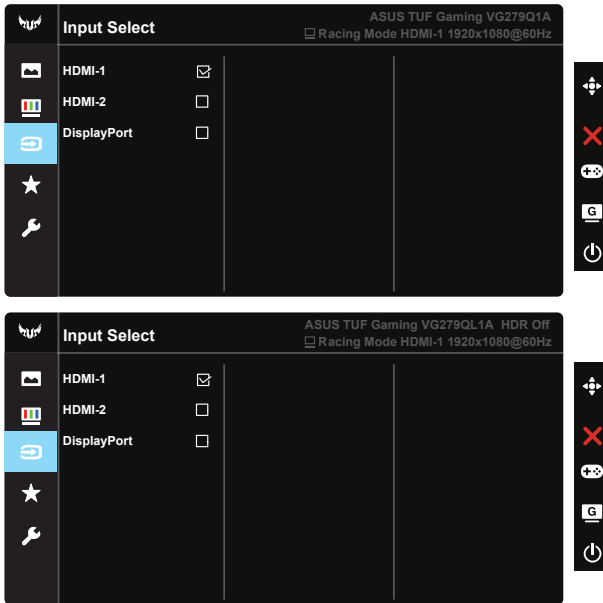 Input Select
ASUS TUF Gaming VG279Q1A
Racing Mode HDMI-1 1920x1080@60Hz
HDMI-1
HDMI-2
DisplayPort
G
Input Select
ASUS TUF Gaming VG279QL1A HDR Off
Racing Mode HDMI-1 1920x1080@60Hz
HDMI-1
HDMI-2
DisplayPort
G